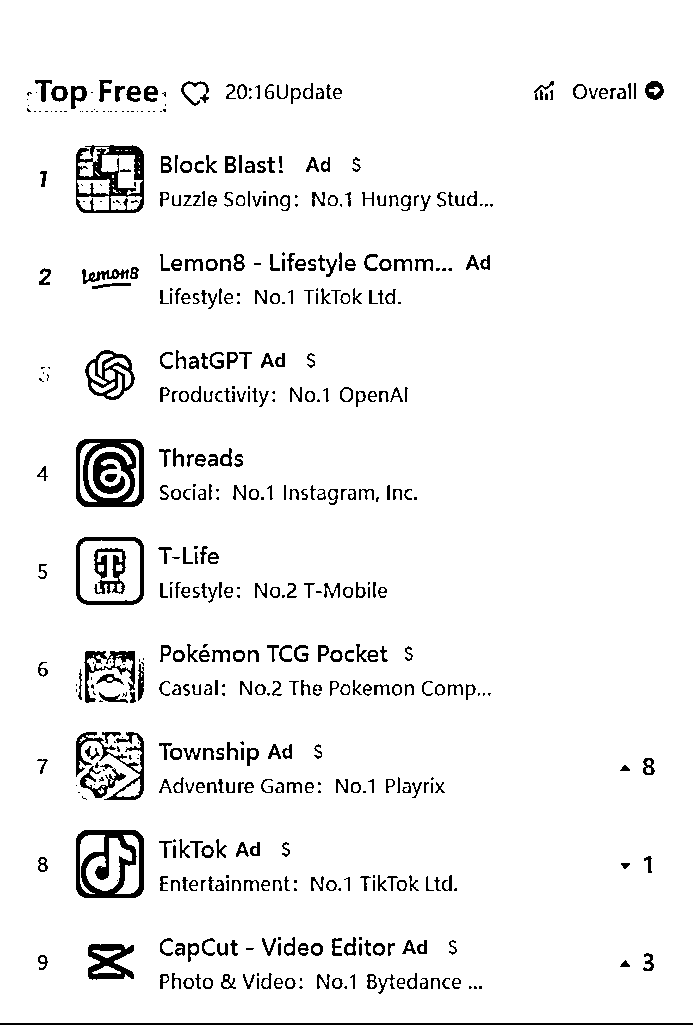 Top Free 20:16Update Overall
1 Block Blast! Ad $
Puzzle Solving: No.1 Hungry Stud...
2 Lemon8 Lemon8 - Lifestyle Comm... Ad
Lifestyle: No.1 TikTok Ltd.
3 ChatGPT Ad $
Productivity: No.1 OpenAI
4 Threads
Social: No.1 Instagram, Inc.
5 T T-Life
Lifestyle: No.2 T-Mobile
6 Pokémon TCG Pocket $
Casual: No.2 The Pokemon Comp...
7 Township Ad $ ▲ 8
Adventure Game: No.1 Playrix
8 TikTok Ad $ ▼ 1
Entertainment: No.1 TikTok Ltd.
9 CapCut - Video Editor Ad $ ▲ 3
Photo & Video: No.1 Bytedance ...